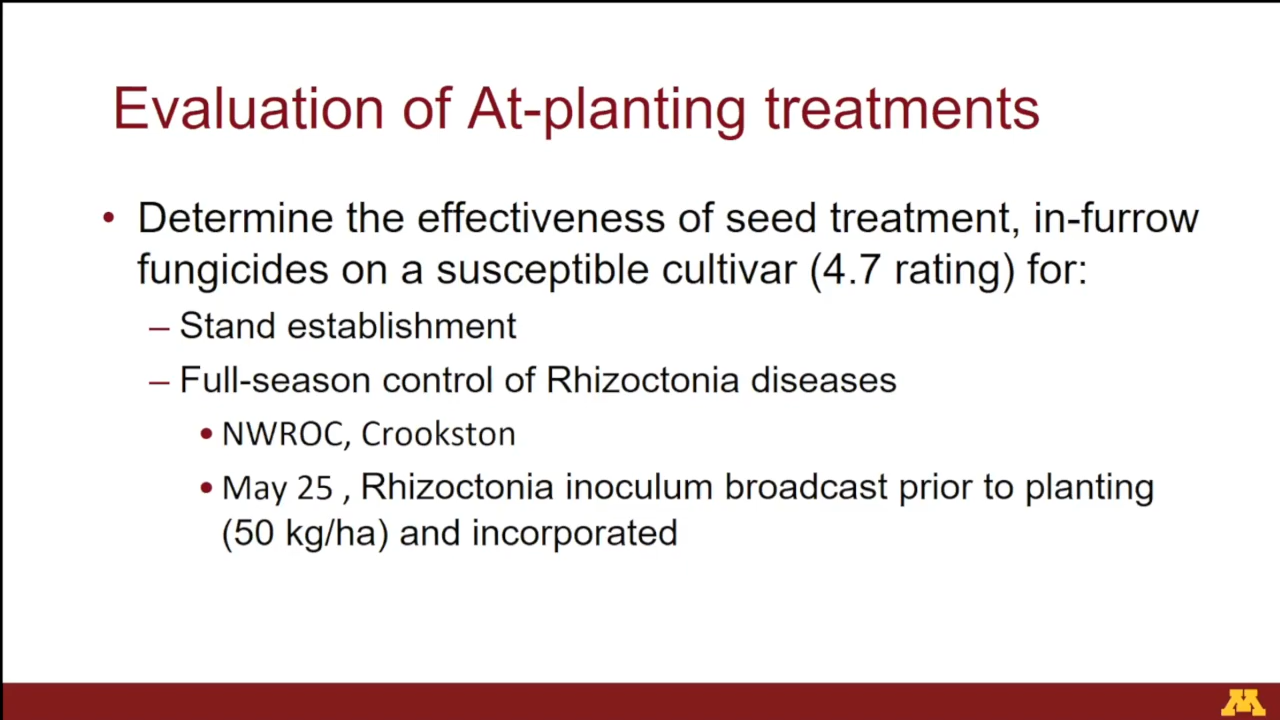 Evaluation of At-planting treatments
• Determine the effectiveness of seed treatment, in-furrow
fungicides on a susceptible cultivar (4.7 rating) for:
– Stand establishment
– Full-season control of Rhizoctonia diseases
• NWROC, Crookston
• May 25 , Rhizoctonia inoculum broadcast prior to planting
(50 kg/ha) and incorporated
M